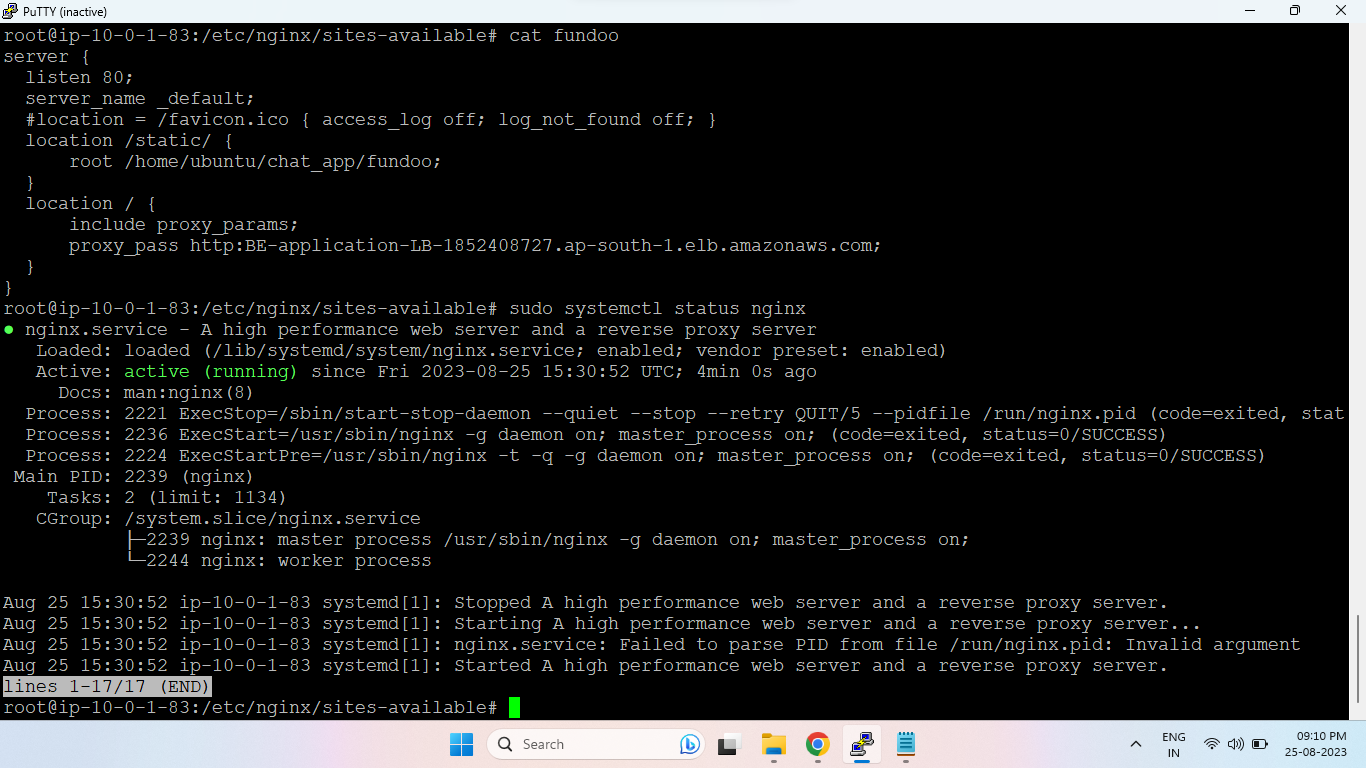 PuTTY (inactive)
root@ip-10-0-1-83:/etc/nginx/sites-available# cat fundoo
server {
  listen 80;
  server_name _default;
  #location = /favicon.ico { access_log off; log_not_found off; }
  location /static/ {
      root /home/ubuntu/chat_app/fundoo;
  }
  location / {
      include proxy_params;
      proxy_pass http:BE-application-LB-1852408727.ap-south-1.elb.amazonaws.com;
  }
}
root@ip-10-0-1-83:/etc/nginx/sites-available# sudo systemctl status nginx
● nginx.service - A high performance web server and a reverse proxy server
   Loaded: loaded (/lib/systemd/system/nginx.service; enabled; vendor preset: enabled)
   Active: active (running) since Fri 2023-08-25 15:30:52 UTC; 4min 0s ago
     Docs: man:nginx(8)
  Process: 2221 ExecStop=/sbin/start-stop-daemon --quiet --stop --retry QUIT/5 --pidfile /run/nginx.pid (code=exited, stat
  Process: 2236 ExecStart=/usr/sbin/nginx -g daemon on; master_process on; (code=exited, status=0/SUCCESS)
  Process: 2224 ExecStartPre=/usr/sbin/nginx -t -q -g daemon on; master_process on; (code=exited, status=0/SUCCESS)
 Main PID: 2239 (nginx)
    Tasks: 2 (limit: 1134)
   CGroup: /system.slice/nginx.service
           ├─2239 nginx: master process /usr/sbin/nginx -g daemon on; master_process on;
           └─2244 nginx: worker process
Aug 25 15:30:52 ip-10-0-1-83 systemd[1]: Stopped A high performance web server and a reverse proxy server.
Aug 25 15:30:52 ip-10-0-1-83 systemd[1]: Starting A high performance web server and a reverse proxy server...
Aug 25 15:30:52 ip-10-0-1-83 systemd[1]: nginx.service: Failed to parse PID from file /run/nginx.pid: Invalid argument
Aug 25 15:30:52 ip-10-0-1-83 systemd[1]: Started A high performance web server and a reverse proxy server.
lines 1-17/17 (END)
root@ip-10-0-1-83:/etc/nginx/sites-available#
Search
ENG
IN
09:10 PM
25-08-2023